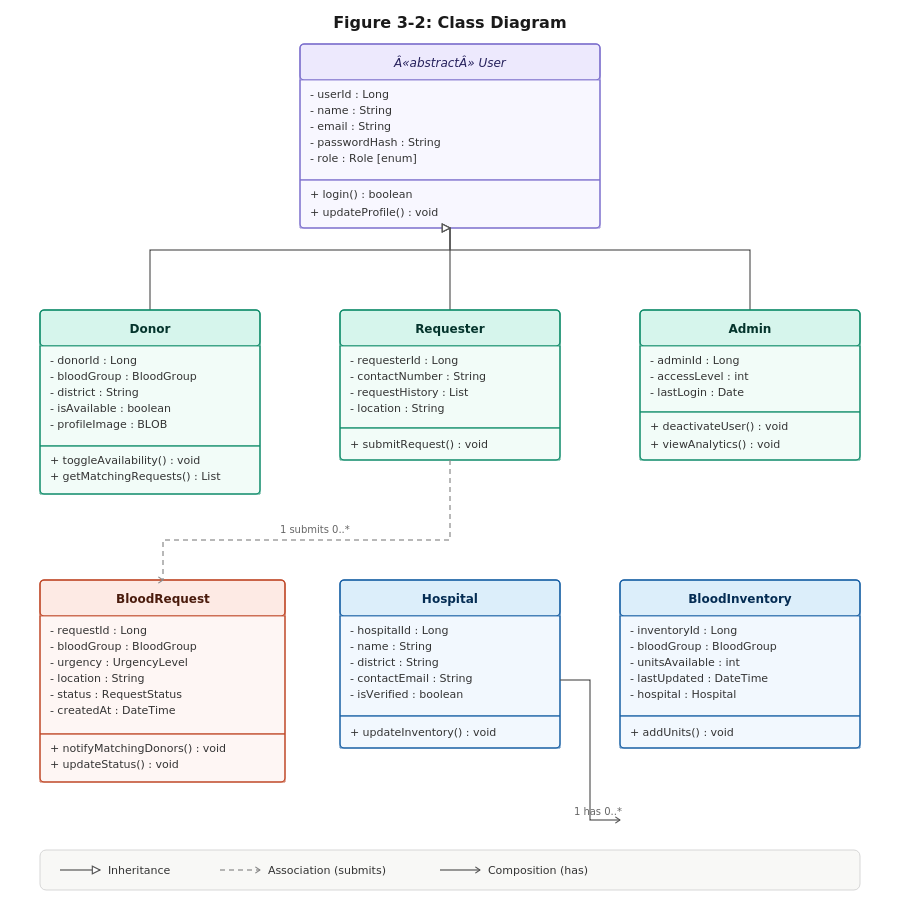 Figure 3-2: Class Diagram
Â«abstractÂ» User
- userId : Long
- name : String
- email : String
- passwordHash : String
- role : Role [enum]
+ login() : boolean
+ updateProfile() : void
Donor
- donorId : Long
- bloodGroup : BloodGroup
- district : String
- isAvailable : boolean
- profileImage : BLOB
+ toggleAvailability() : void
+ getMatchingRequests() : List
Requester
- requesterId : Long
- contactNumber : String
- requestHistory : List
- location : String
+ submitRequest() : void
Admin
- adminId : Long
- accessLevel : int
- lastLogin : Date
+ deactivateUser() : void
+ viewAnalytics() : void
1 submits 0..*
BloodRequest
- requestId : Long
- bloodGroup : BloodGroup
- urgency : UrgencyLevel
- location : String
- status : RequestStatus
- createdAt : DateTime
+ notifyMatchingDonors() : void
+ updateStatus() : void
Hospital
- hospitalId : Long
- name : String
- district : String
- contactEmail : String
- isVerified : boolean
+ updateInventory() : void
BloodInventory
- inventoryId : Long
- bloodGroup : BloodGroup
- unitsAvailable : int
- lastUpdated : DateTime
- hospital : Hospital
+ addUnits() : void
1 has 0..*
Inheritance
Association (submits)
Composition (has)